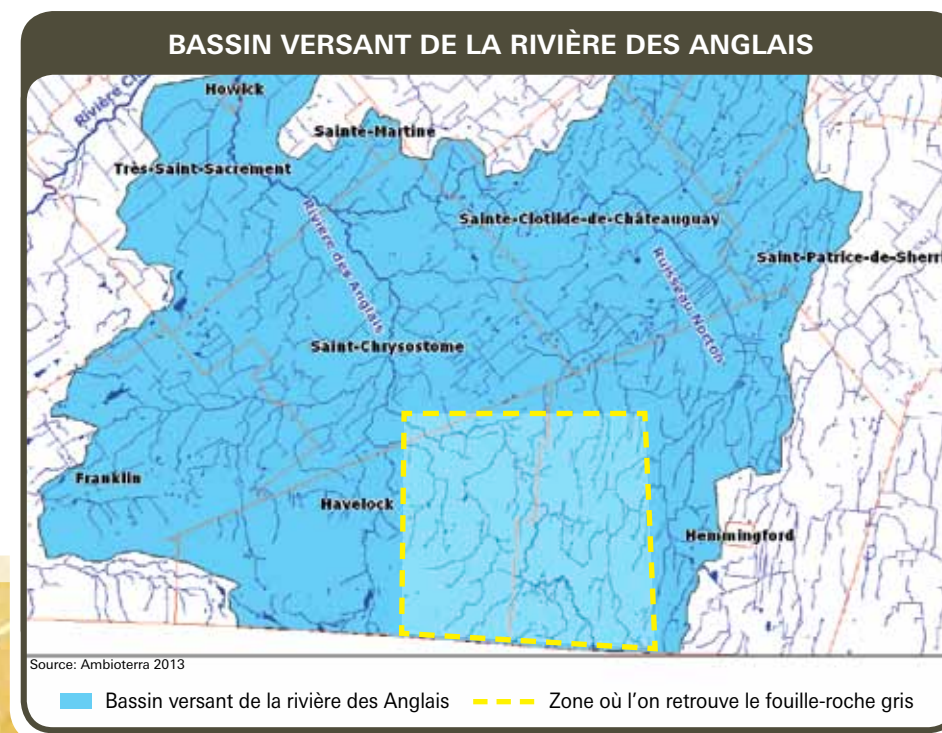 BASSIN VERSANT DE LA RIVIÈRE DES ANGLAIS
Howick
Sainte-Martine
Très-Saint-Sacrement
Rivière des Anglais
Sainte-Clotilde-de-Châteauguay
Ruisseau Norton
Saint-Patrice-de-Sherri
Saint-Chrysostome
Franklin
Havelock
Hemmingford
Source: Ambioterra 2013
Bassin versant de la rivière des Anglais
Zone où l'on retrouve le fouille-roche gris